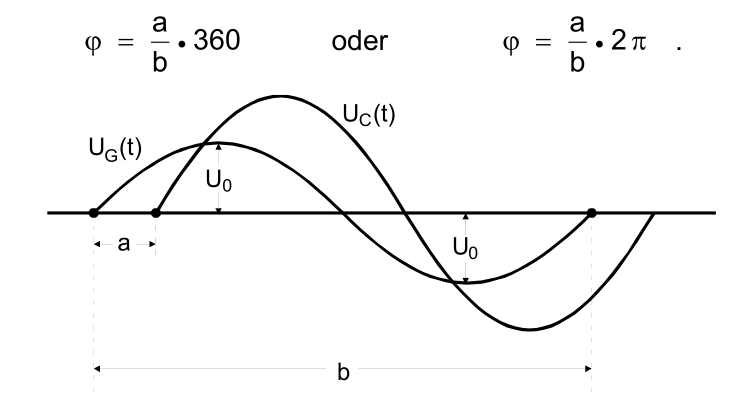 φ = a/b • 360 oder φ = a/b • 2π .
U_C(t)
U_G(t)
U_0
U_0
a
b